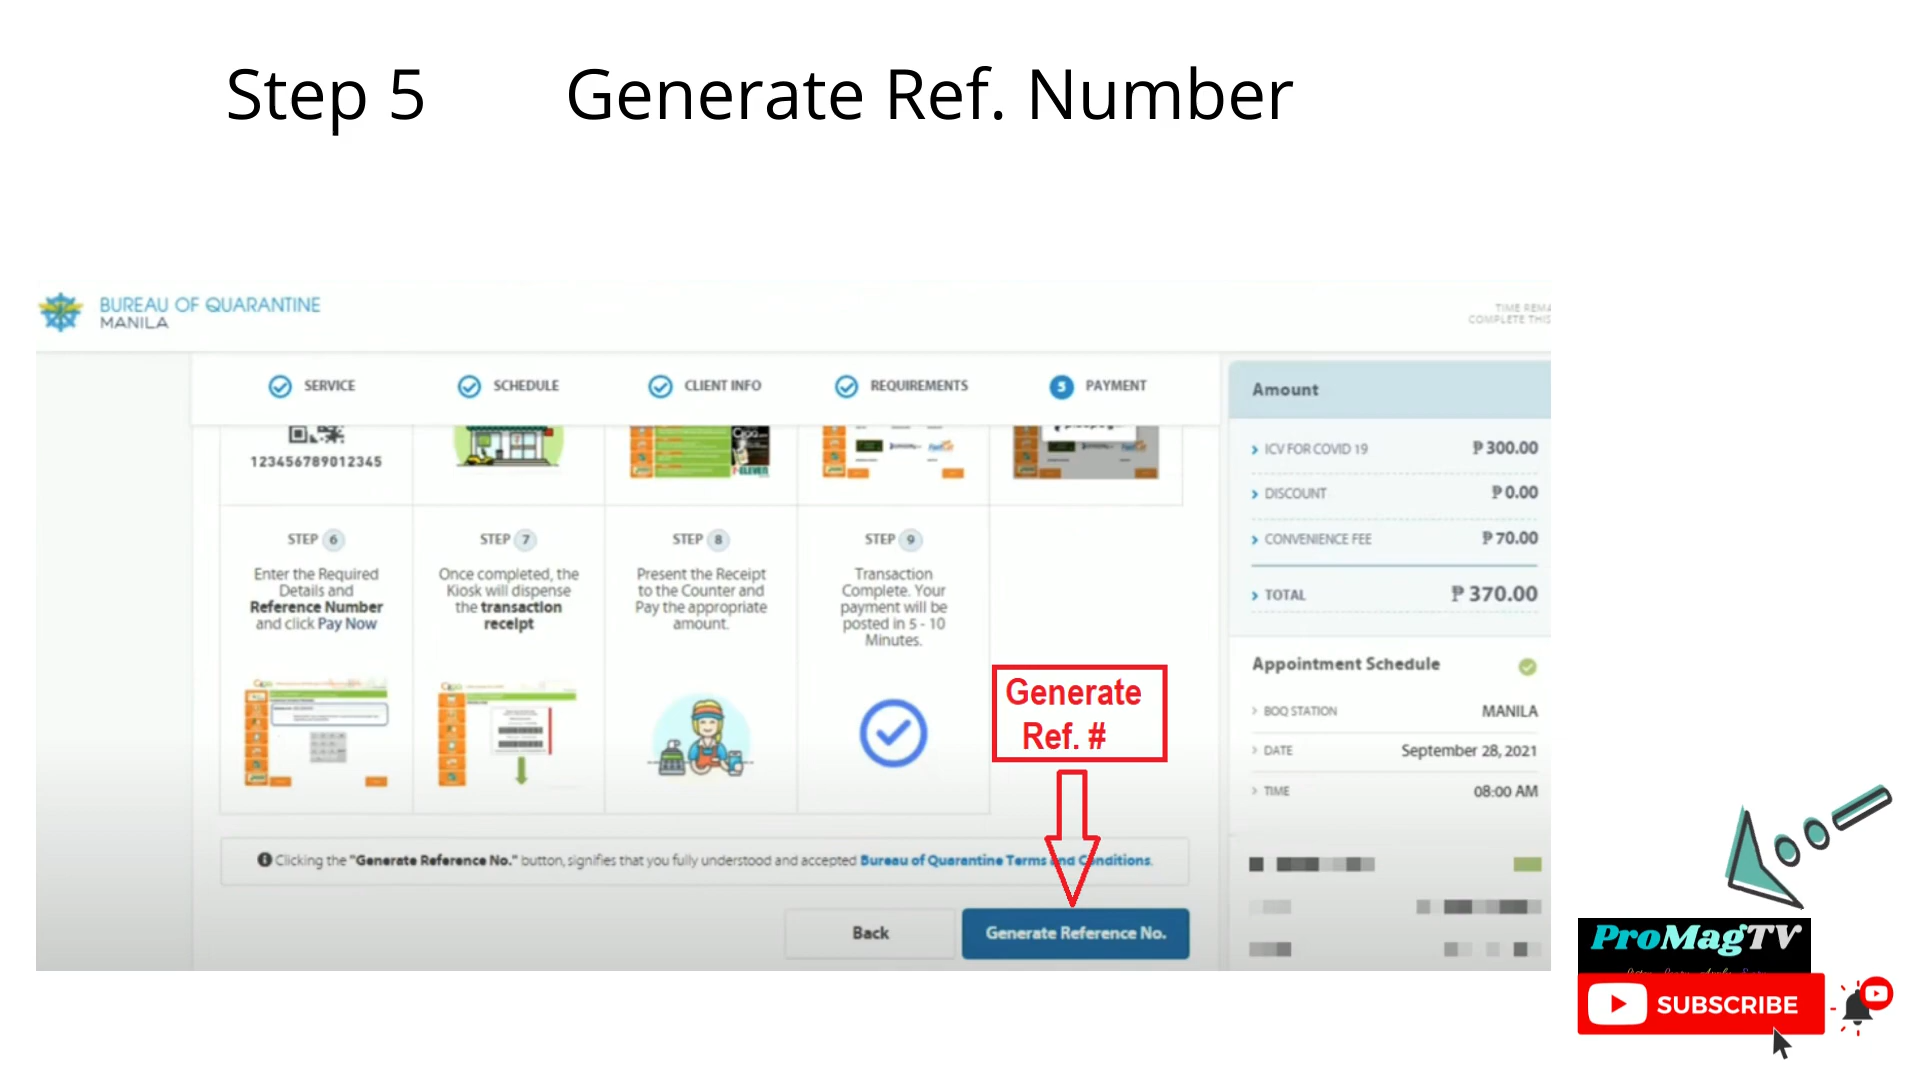 Step 5 Generate Ref. Number
BUREAU OF QUARANTINE
MANILA
TIME REMA
COMPLETE THIS
SERVICE
SCHEDULE
CLIENT INFO
REQUIREMENTS
5 PAYMENT
123456789012345
7-ELEVEN
STEP 6
Enter the Required
Details and
Reference Number
and click Pay Now
STEP 7
Once completed, the
Kiosk will dispense
the transaction
receipt
STEP 8
Present the Receipt
to the Counter and
Pay the appropriate
amount.
STEP 9
Transaction
Complete. Your
payment will be
posted in 5 - 10
Minutes.
Generate
Ref. #
Clicking the "Generate Reference No." button, signifies that you fully understood and accepted Bureau of Quarantine Terms and Conditions.
Back
Generate Reference No.
Amount
ICV FOR COVID 19 ₱ 300.00
DISCOUNT ₱ 0.00
CONVENIENCE FEE ₱ 70.00
TOTAL ₱ 370.00
Appointment Schedule
BOQ STATION MANILA
DATE September 28, 2021
TIME 08:00 AM
ProMagTV
SUBSCRIBE